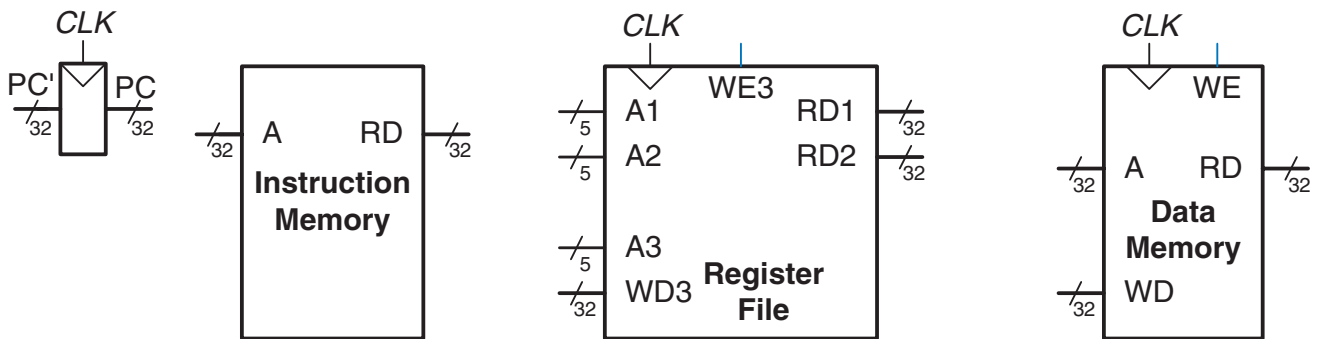 CLK
PC'
PC
32
32
A
RD
32
32
Instruction
Memory
CLK
WE3
A1
RD1
5
32
A2
RD2
5
32
A3
5
WD3
32
Register
File
CLK
WE
A
RD
32
32
Data
Memory
WD
32